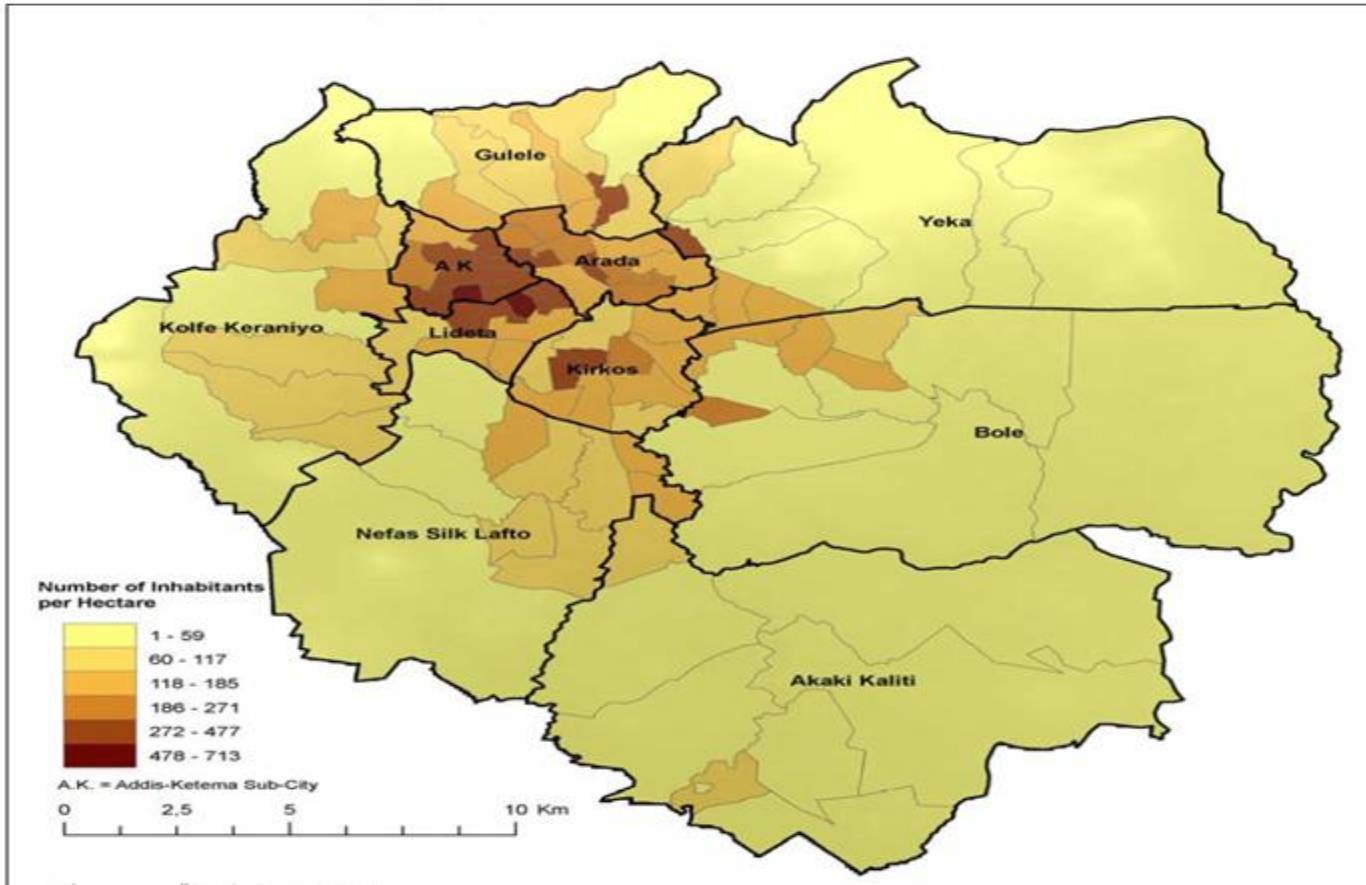 Gulele
Yeka
A K
Arada
Kolfe Keraniyo
Lideta
Kirkos
Bole
Nefas Silk Lafto
Akaki Kaliti
Number of Inhabitants
per Hectare
1 - 59
60 - 117
118 - 185
186 - 271
272 - 477
478 - 713
A.K. = Addis-Ketema Sub-City
0 2,5 5 10 Km